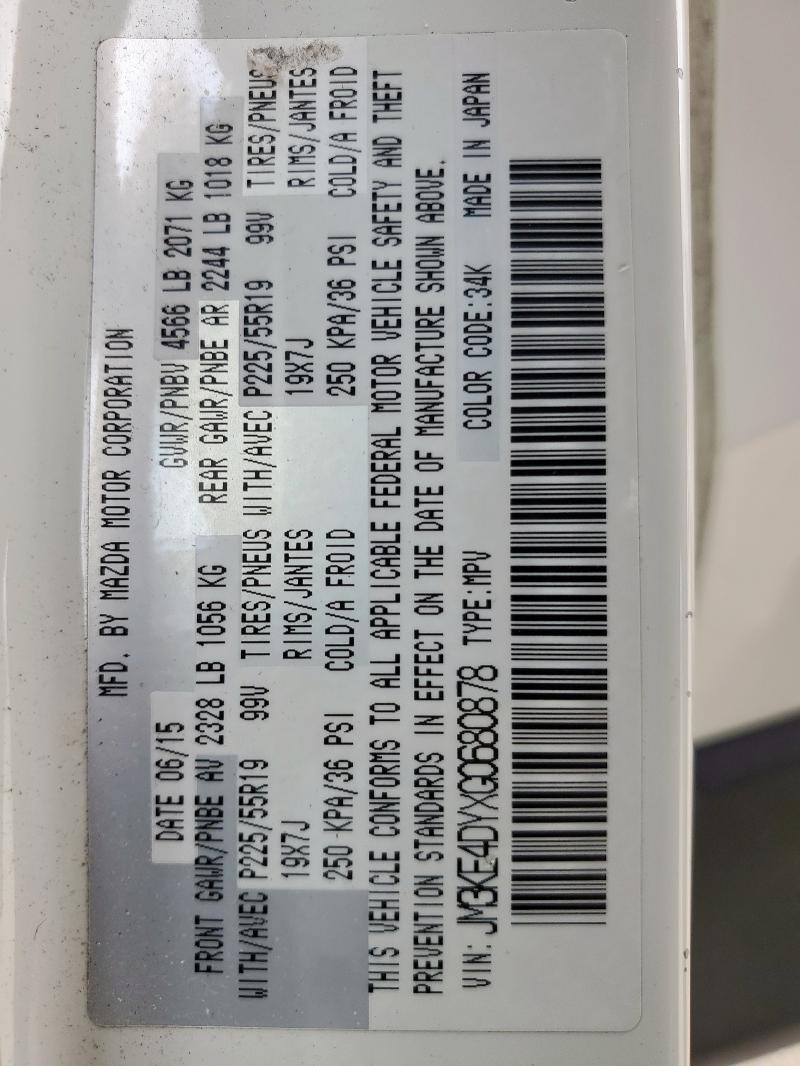 MFD. BY MAZDA MOTOR CORPORATION
DATE 06/15 GVWR/PNBV 4566 LB 2071 KG
FRONT GAWR/PNBE AV 2328 LB 1056 KG REAR GAWR/PNBE AR 2244 LB 1018 KG
WITH/AVEC P225/55R19 99V TIRES/PNEUS WITH/AVEC P225/55R19 99V TIRES/PNEUS
19X7J RIMS/JANTES 19X7J RIMS/JANTES
250 KPA/36 PSI COLD/A FROID 250 KPA/36 PSI COLD/A FROID
THIS VEHICLE CONFORMS TO ALL APPLICABLE FEDERAL MOTOR VEHICLE SAFETY AND THEFT
PREVENTION STANDARDS IN EFFECT ON THE DATE OF MANUFACTURE SHOWN ABOVE.
VIN: JM3KE4DYXG0680878 TYPE:MPV COLOR CODE:34K MADE IN JAPAN